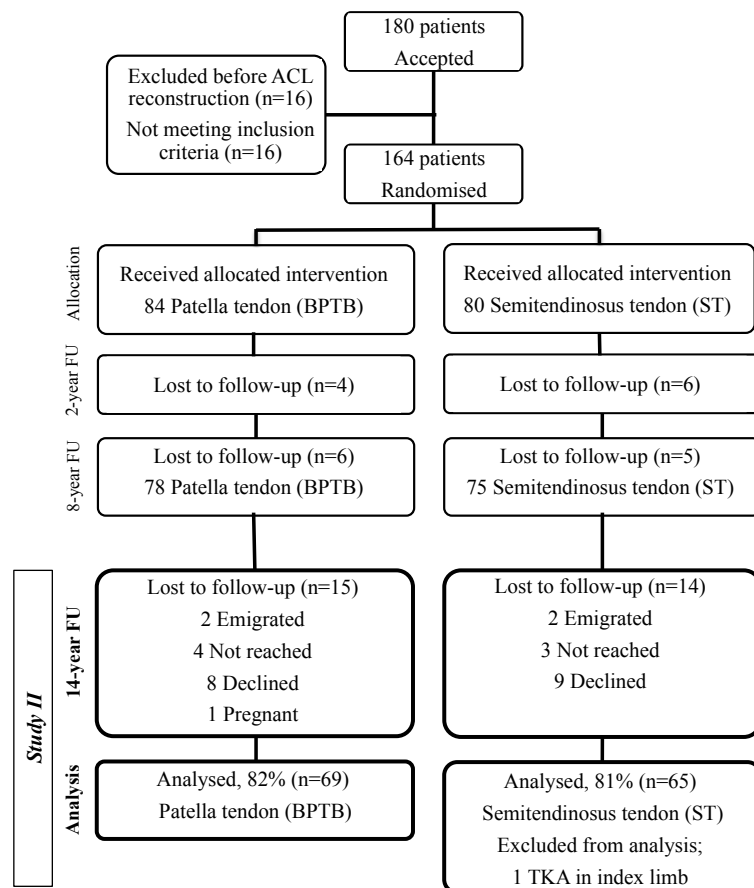 180 patients
Accepted
Excluded before ACL
reconstruction (n=16)
Not meeting inclusion
criteria (n=16)
164 patients
Randomised
Allocation
Received allocated intervention
84 Patella tendon (BPTB)
Received allocated intervention
80 Semitendinosus tendon (ST)
2-year FU
Lost to follow-up (n=4)
Lost to follow-up (n=6)
8-year FU
Lost to follow-up (n=6)
78 Patella tendon (BPTB)
Lost to follow-up (n=5)
75 Semitendinosus tendon (ST)
Study II
14-year FU
Lost to follow-up (n=15)
2 Emigrated
4 Not reached
8 Declined
1 Pregnant
Lost to follow-up (n=14)
2 Emigrated
3 Not reached
9 Declined
Analysis
Analysed, 82% (n=69)
Patella tendon (BPTB)
Analysed, 81% (n=65)
Semitendinosus tendon (ST)
Excluded from analysis;
1 TKA in index limb